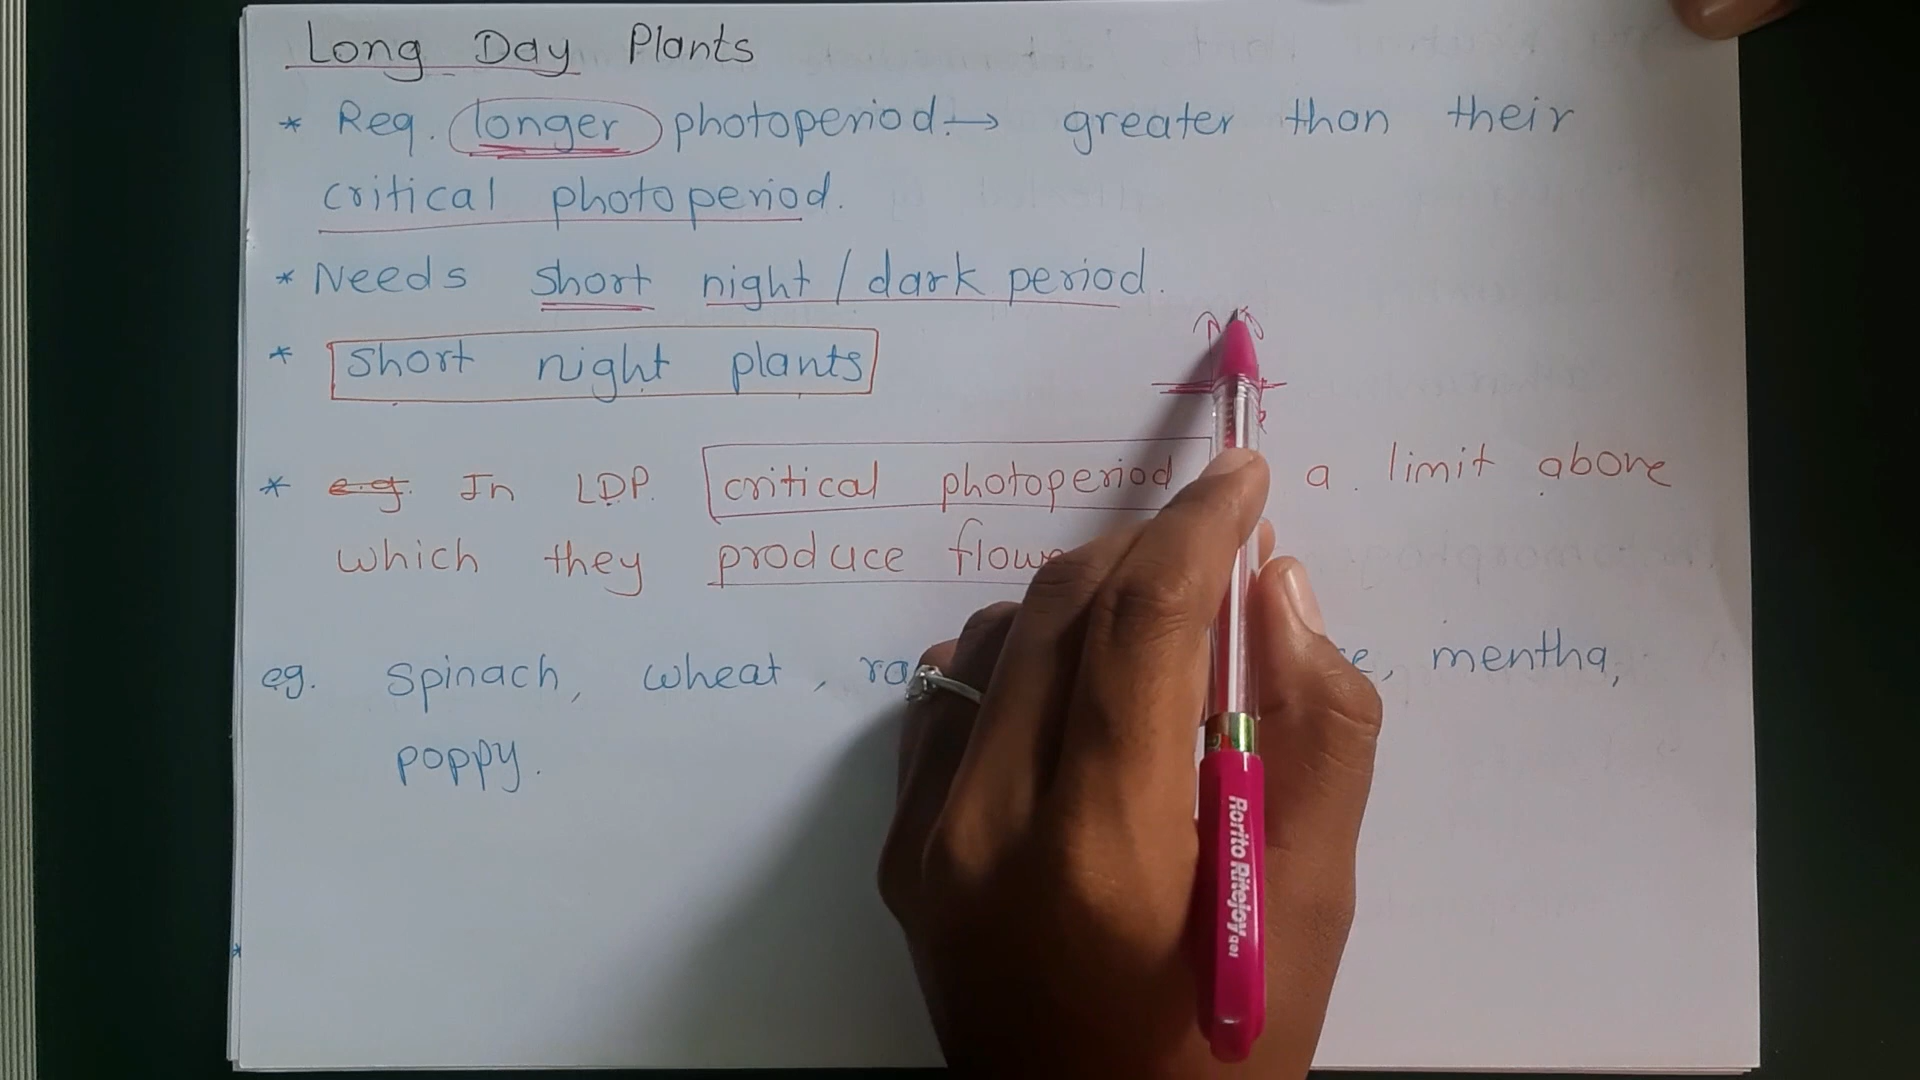 Long Day Plants
* Req. longer photoperiod. → greater than their
critical photoperiod.
* Needs short night / dark period.
* Short night plants
* e.g. In LDP. critical photoperiod a limit above
which they produce
eg. Spinach, wheat, mentha,
poppy.
*
Rorito Ritejoy gel